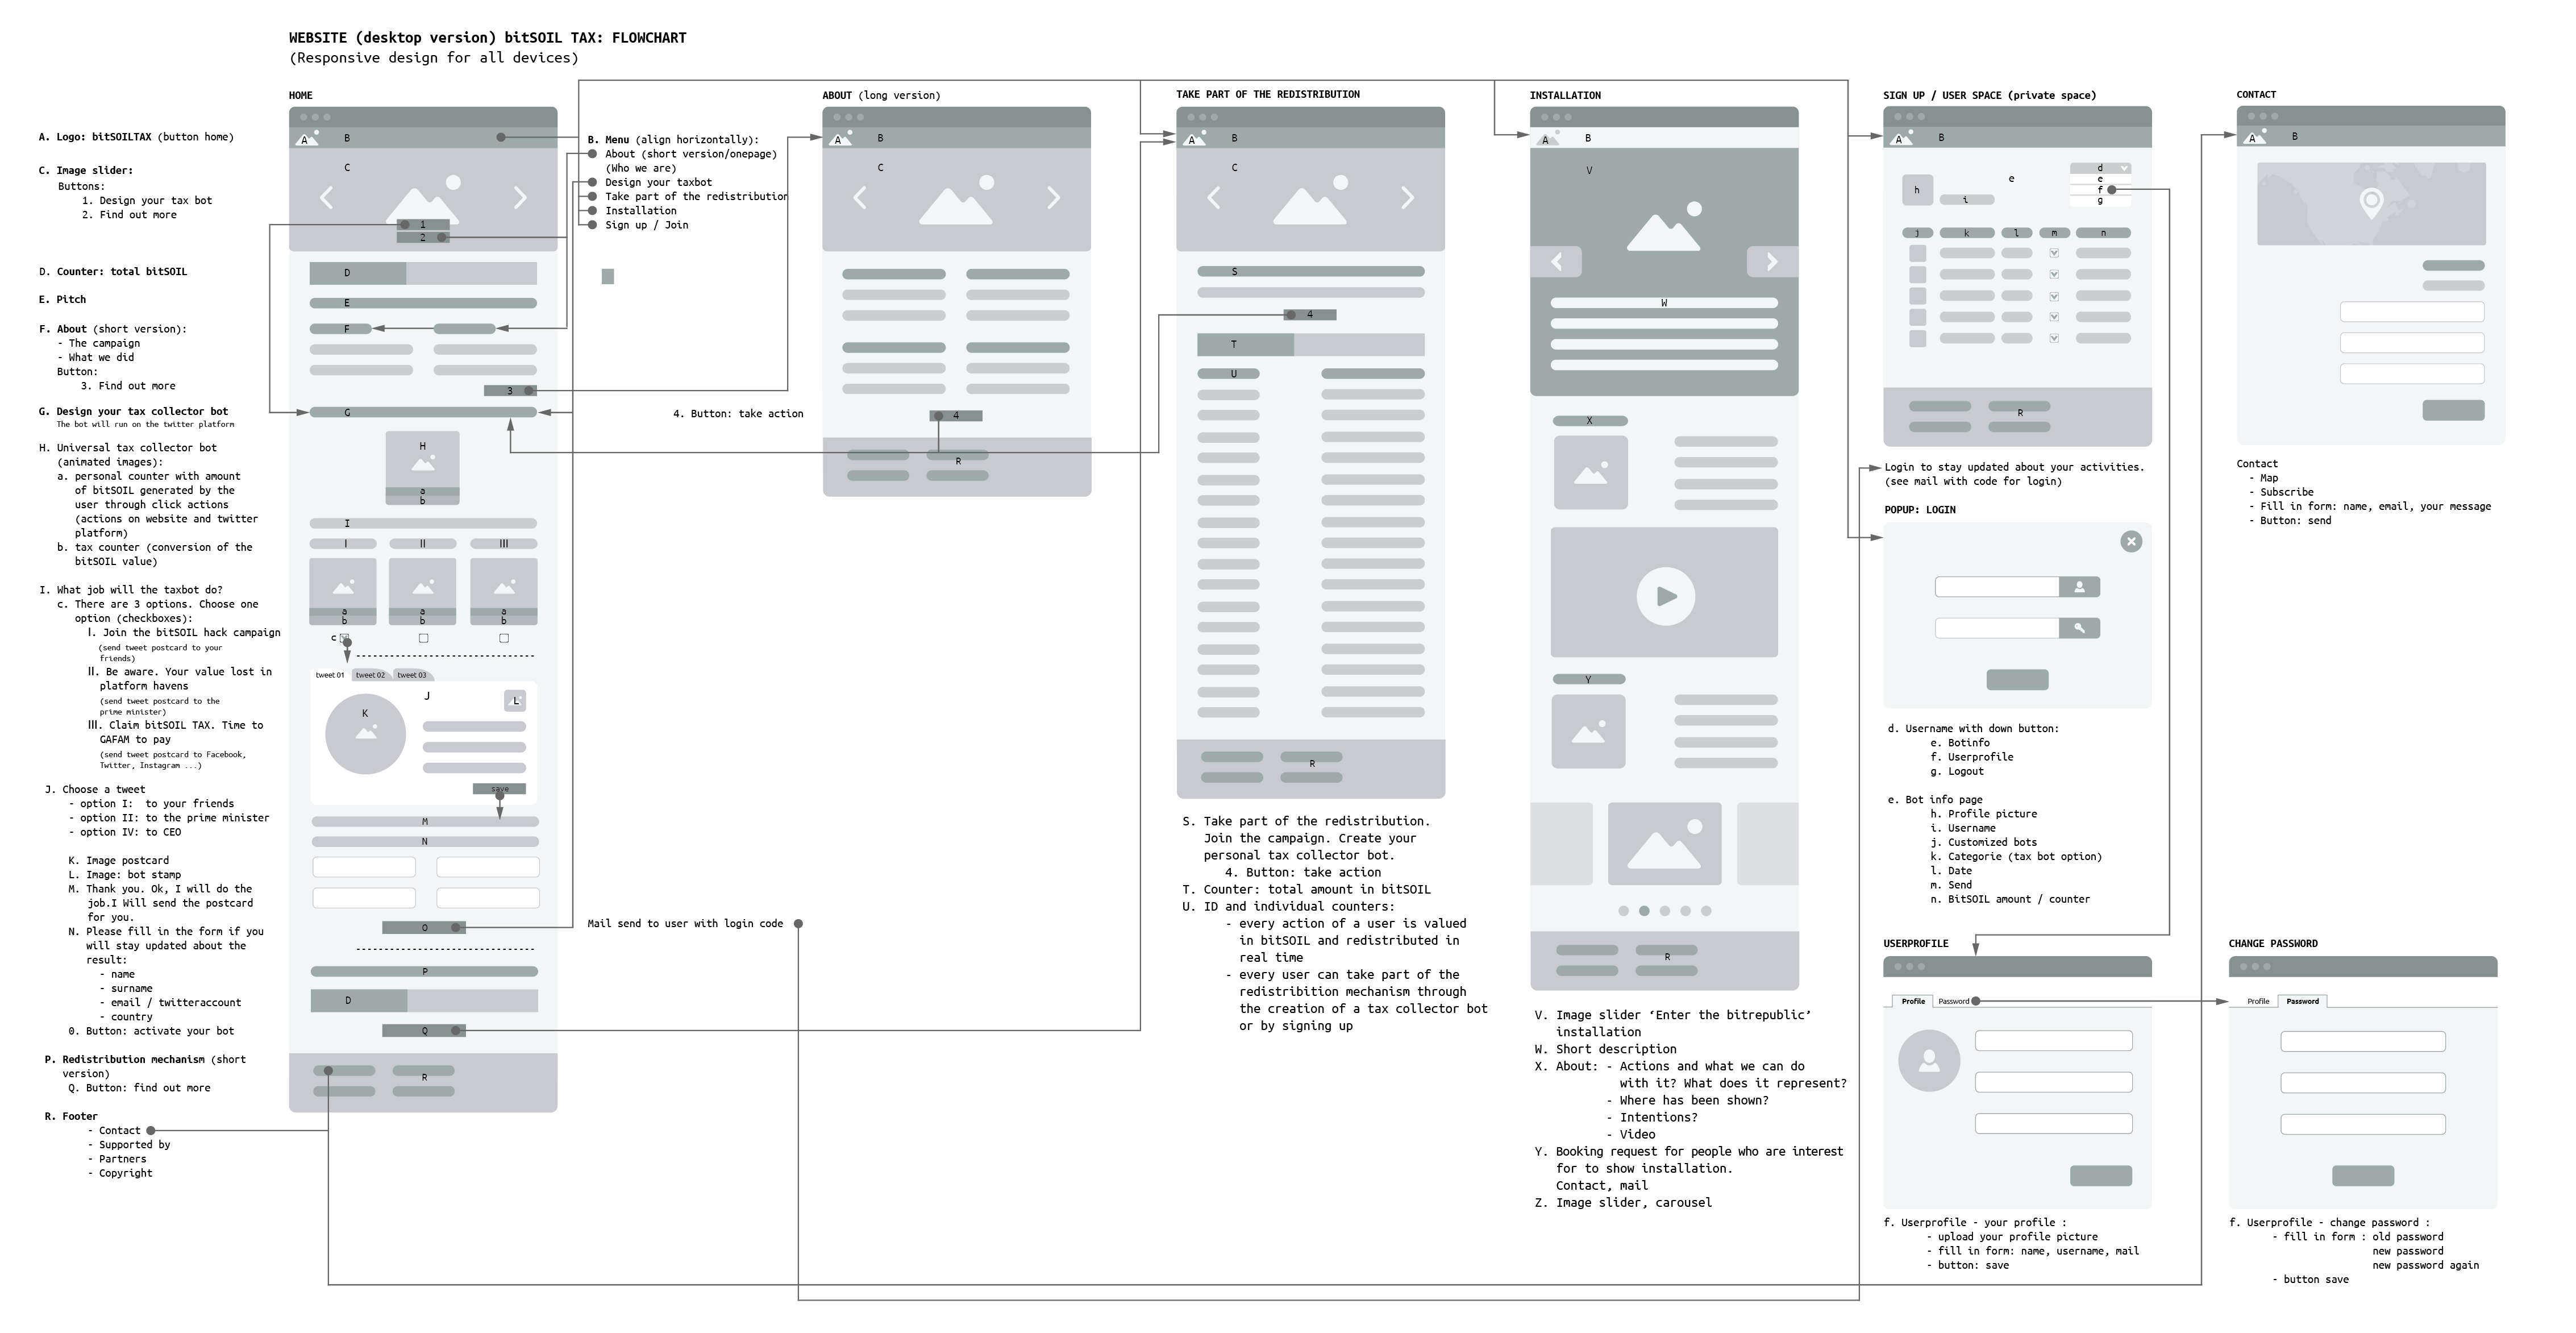 WEBSITE (desktop version) bitSOIL TAX: FLOWCHART
(Responsive design for all devices)
HOME
A
B
C
1
2
D
E
F
3
G
H
a
b
I
I
II
III
a
b
a
b
a
b
c
tweet 01
tweet 02
tweet 03
J
K
L
save
M
N
O
P
D
Q
R
A. Logo: bitSOILTAX (button home)
C. Image slider:
Buttons:
1. Design your tax bot
2. Find out more
D. Counter: total bitSOIL
E. Pitch
F. About (short version):
- The campaign
- What we did
Button:
3. Find out more
G. Design your tax collector bot
The bot will run on the twitter platform
H. Universal tax collector bot
(animated images):
a. personal counter with amount
of bitSOIL generated by the
user through click actions
(actions on website and twitter
platform)
b. tax counter (conversion of the
bitSOIL value)
I. What job will the taxbot do?
c. There are 3 options. Choose one
option (checkboxes):
I. Join the bitSOIL hack campaign
(send tweet postcard to your
friends)
II. Be aware. Your value lost in
platform havens
(send tweet postcard to the
prime minister)
III. Claim bitSOIL TAX. Time to
GAFAM to pay
(send tweet postcard to Facebook,
Twitter, Instagram ...)
J. Choose a tweet
- option I:  to your friends
- option II: to the prime minister
- option IV: to CEO
K. Image postcard
L. Image: bot stamp
M. Thank you. Ok, I will do the
job.I Will send the postcard
for you.
N. Please fill in the form if you
will stay updated about the
result:
- name
- surname
- email / twitteraccount
- country
0. Button: activate your bot
P. Redistribution mechanism (short
version)
Q. Button: find out more
R. Footer
- Contact
- Supported by
- Partners
- Copyright
B. Menu (align horizontally):
About (short version/onepage)
(Who we are)
Design your taxbot
Take part of the redistribution
Installation
Sign up / Join
4. Button: take action
Mail send to user with login code
ABOUT (long version)
A
B
C
4
R
TAKE PART OF THE REDISTRIBUTION
A
B
C
S
4
T
U
R
S. Take part of the redistribution.
Join the campaign. Create your
personal tax collector bot.
4. Button: take action
T. Counter: total amount in bitSOIL
U. ID and individual counters:
- every action of a user is valued
in bitSOIL and redistributed in
real time
- every user can take part of the
redistribition mechanism through
the creation of a tax collector bot
or by signing up
INSTALLATION
A
B
V
W
X
Y
R
V. Image slider ‘Enter the bitrepublic’
installation
W. Short description
X. About: - Actions and what we can do
with it? What does it represent?
- Where has been shown?
- Intentions?
- Video
Y. Booking request for people who are interest
for to show installation.
Contact, mail
Z. Image slider, carousel
SIGN UP / USER SPACE (private space)
A
B
d
e
e
f
g
h
i
j
k
l
m
n
R
Login to stay updated about your activities.
(see mail with code for login)
POPUP: LOGIN
d. Username with down button:
e. Botinfo
f. Userprofile
g. Logout
e. Bot info page
h. Profile picture
i. Username
j. Customized bots
k. Categorie (tax bot option)
l. Date
m. Send
n. BitSOIL amount / counter
USERPROFILE
Profile
Password
f. Userprofile - your profile :
- upload your profile picture
- fill in form: name, username, mail
- button: save
CONTACT
A
B
Contact
- Map
- Subscribe
- Fill in form: name, email, your message
- Button: send
CHANGE PASSWORD
Profile
Password
f. Userprofile - change password :
- fill in form : old password
new password
new password again
- button save